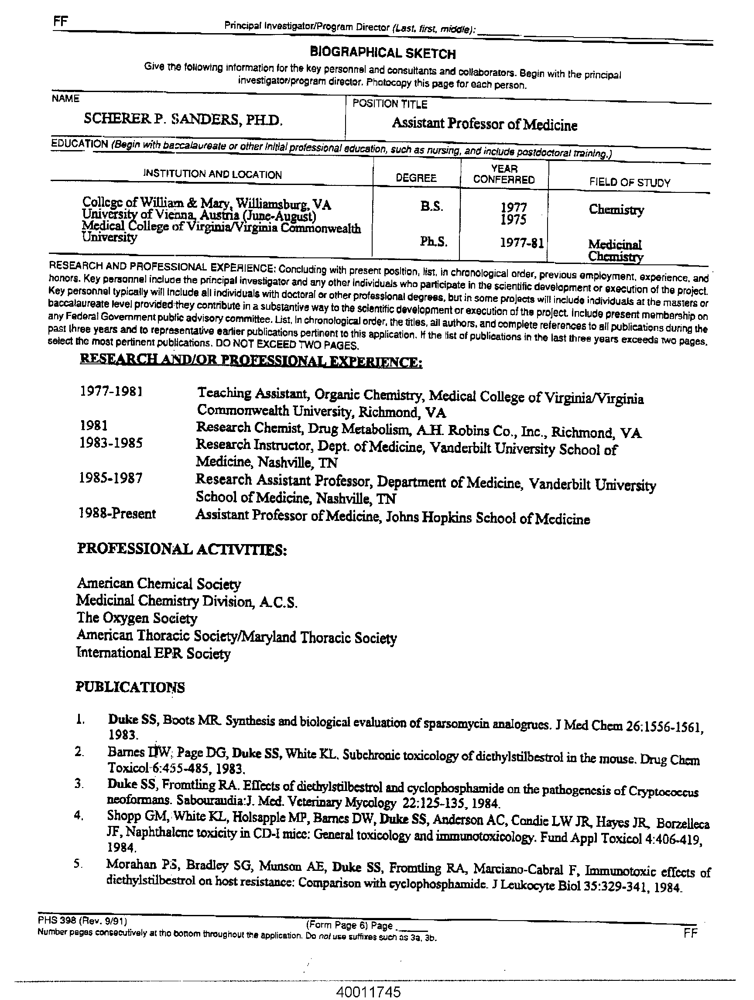 FF
Principal Investigator/Program Director (Last, first, middle):
BIOGRAPHICAL SKETCH
Give the following information for the key personnel and consultants and collaborators. Begin with the principal
investigator/program director. Photocopy this page for each person.
NAME
POSITION TITLE
SCHERER P. SANDERS, PH.D.
Assistant Professor of Medicine
EDUCATION (Begin with baccalaureate or other initial professional education, such as nursing, and include postdoctoral training.)
INSTITUTION AND LOCATION
DEGREE
YEAR
CONFERRED
FIELD OF STUDY
College of William & Mary, Williamsburg, VA
B.S.
1977
Chemistry
University of Vienna, Austria (June-August)
1975
Medical College of Virginia/Virginia Commonwealth
University
Ph.S.
1977-81
Medicinal
Chemistry
RESEARCH AND PROFESSIONAL EXPERIENCE: Concluding with present position, list, in chronological order, previous employment, experience, and
honors. Key personnel include the principal investigator and any other individuals who participate in the scientific development or execution of the project.
Key personnel typically will include all individuals with doctoral or other professional degrees, but in some projects will include individuals at the masters or
baccalaureate level provided they contribute in a substantive way to the scientific development or execution of the project. Include present membership on
any Federal Government public advisory committee. List, in chronological order, the titles, all authors, and complete references to all publications during the
past three years and to representative earlier publications pertinent to this application. If the list of publications in the last three years exceeds two pages,
select the most pertinent publications. DO NOT EXCEED TWO PAGES.
RESEARCH AND/OR PROFESSIONAL EXPERIENCE:
1977-1981 Teaching Assistant, Organic Chemistry, Medical College of Virginia/Virginia
Commonwealth University, Richmond, VA
1981 Research Chemist, Drug Metabolism, A.H. Robins Co., Inc., Richmond, VA
1983-1985 Research Instructor, Dept. of Medicine, Vanderbilt University School of
Medicine, Nashville, TN
1985-1987 Research Assistant Professor, Department of Medicine, Vanderbilt University
School of Medicine, Nashville, TN
1988-Present Assistant Professor of Medicine, Johns Hopkins School of Medicine
PROFESSIONAL ACTIVITIES:
American Chemical Society
Medicinal Chemistry Division, A.C.S.
The Oxygen Society
American Thoracic Society/Maryland Thoracic Society
International EPR Society
PUBLICATIONS
1. Duke SS, Boots MR. Synthesis and biological evaluation of sparsomycin analogrues. J Med Chem 26:1556-1561,
1983.
2. Barnes DW, Page DG, Duke SS, White KL. Subchronic toxicology of diethylstilbestrol in the mouse. Drug Chem
Toxicol 6:455-485, 1983.
3. Duke SS, Fromtling RA. Effects of diethylstilbestrol and cyclophosphamide on the pathogenesis of Cryptococcus
neoformans. Sabouraudia:J. Med. Veterinary Mycology 22:125-135, 1984.
4. Shopp GM, White KL, Holsapple MP, Barnes DW, Duke SS, Anderson AC, Condie LW JR, Hayes JR, Borzelleca
JF, Naphthalene toxicity in CD-I mice: General toxicology and immunotoxicology. Fund Appl Toxicol 4:406-419,
1984.
5. Morahan PS, Bradley SG, Munson AE, Duke SS, Fromtling RA, Marciano-Cabral F, Immunotoxic effects of
diethylstilbestrol on host resistance: Comparison with cyclophosphamide. J Leukocyte Biol 35:329-341, 1984.
PHS 398 (Rev. 9/91)
(Form Page 6) Page
FF
Number pages consecutively at the bottom throughout the application. Do not use suffixes such as 3a, 3b.
40011745